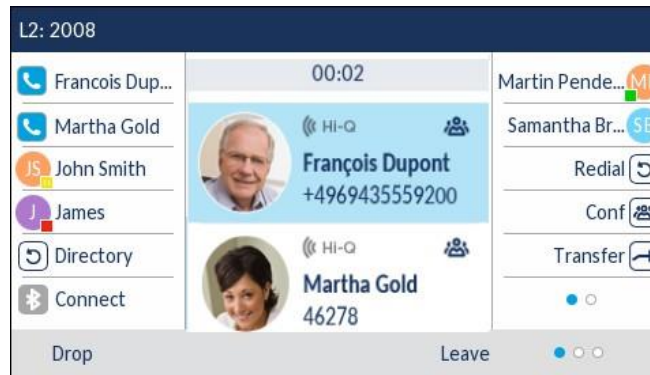 L2: 2008
Francois Dup...
Martha Gold
JS John Smith
J James
Directory
Connect
00:02
Hi-Q
François Dupont
+4969435559200
Hi-Q
Martha Gold
46278
Martin Pende...
Samantha Br...
Redial
Conf
Transfer
Drop
Leave